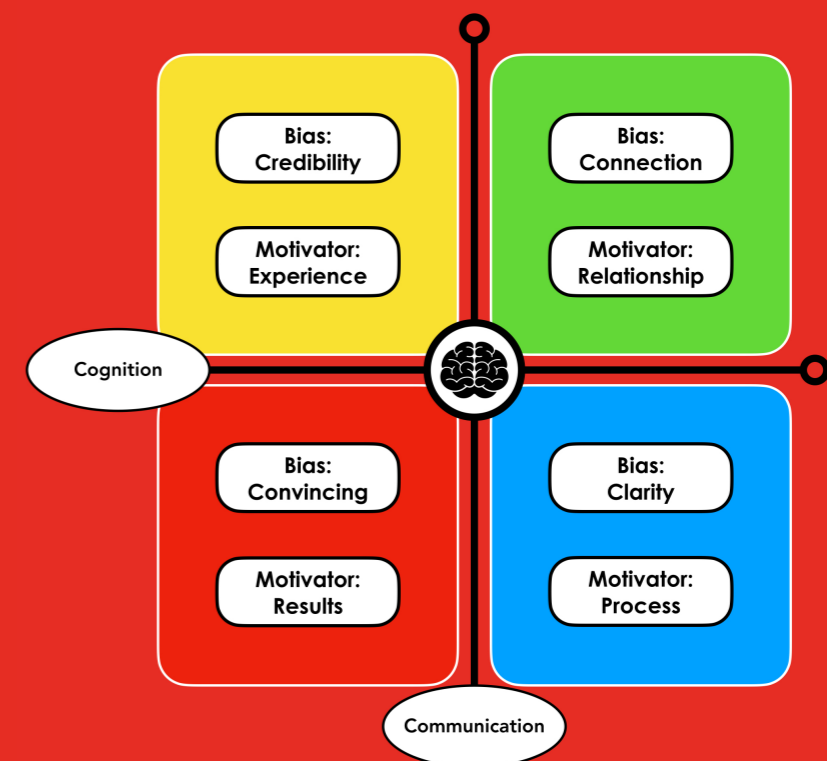 Bias:
Credibility
Motivator:
Experience
Bias:
Connection
Motivator:
Relationship
Cognition
Bias:
Convincing
Motivator:
Results
Bias:
Clarity
Motivator:
Process
Communication